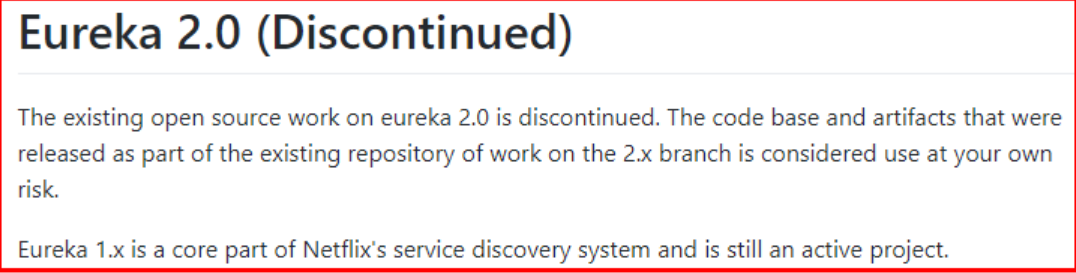 Eureka 2.0 (Discontinued)
The existing open source work on eureka 2.0 is discontinued. The code base and artifacts that were
released as part of the existing repository of work on the 2.x branch is considered use at your own
risk.
Eureka 1.x is a core part of Netflix's service discovery system and is still an active project.